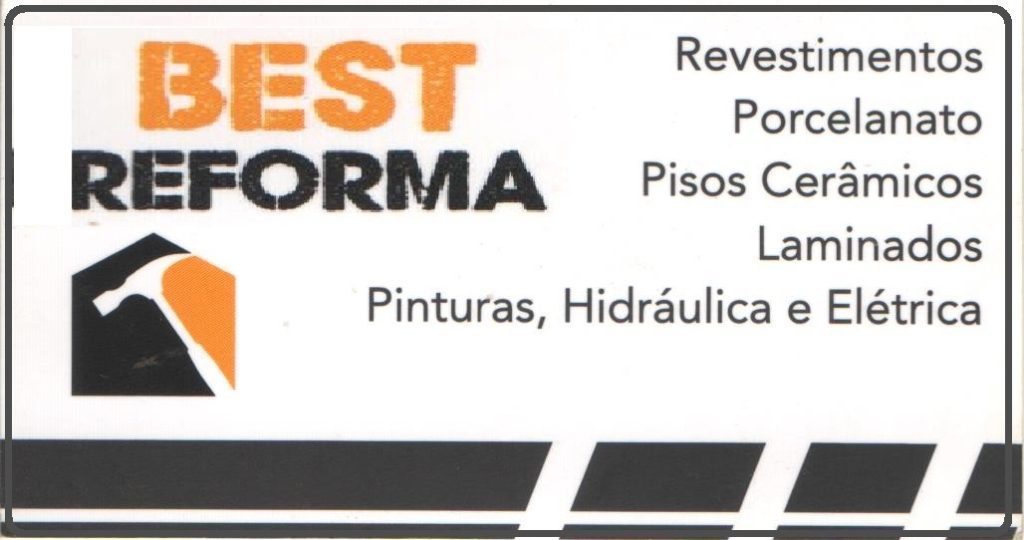 BEST
REFORMA
Revestimentos
Porcelanato
Pisos Cerâmicos
Laminados
Pinturas, Hidráulica e Elétrica